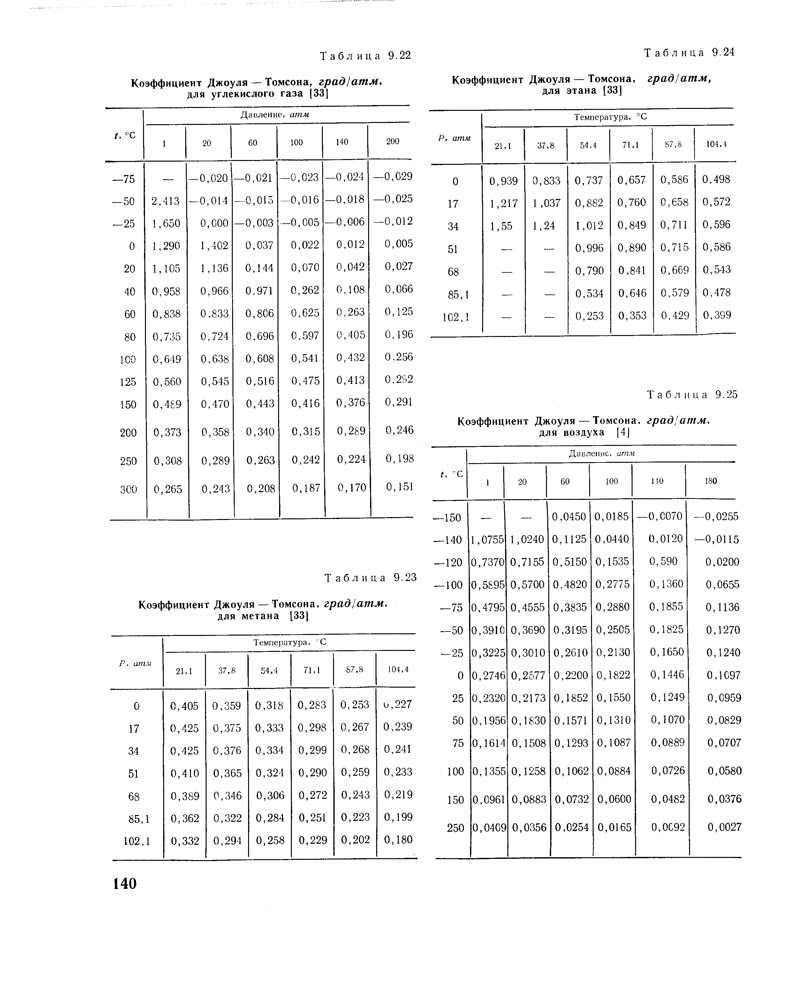 Таблица 9.22
Коэффициент Джоуля — Томсона, град/атм,
для углекислого газа [33]
t, °C Давление, атм
1 20 60 100 140 200
—75 — —0,020 —0,021 —0,023 —0,024 —0,029
—50 2,413 —0,014 —0,015 —0,016 —0,018 —0,025
—25 1,650 0,000 —0,003 —0,005 —0,006 —0,012
0 1,290 1,402 0,037 0,022 0,012 0,005
20 1,105 1,136 0,144 0,070 0,042 0,027
40 0,958 0,966 0,971 0,262 0,108 0,066
60 0,838 0,833 0,806 0,625 0,263 0,125
80 0,735 0,724 0,696 0,597 0,405 0,196
100 0,649 0,638 0,608 0,541 0,432 0,256
125 0,560 0,545 0,516 0,475 0,413 0,292
150 0,489 0,470 0,443 0,416 0,376 0,291
200 0,373 0,358 0,340 0,315 0,289 0,246
250 0,308 0,289 0,263 0,242 0,224 0,198
300 0,265 0,243 0,208 0,187 0,170 0,151
Таблица 9.23
Коэффициент Джоуля — Томсона, град/атм,
для метана [33]
P, атм Температура, °C
21,1 37,8 54,4 71,1 87,8 104,4
0 0,405 0,359 0,318 0,283 0,253 0,227
17 0,425 0,375 0,333 0,298 0,267 0,239
34 0,425 0,376 0,334 0,299 0,268 0,241
51 0,410 0,365 0,324 0,290 0,259 0,233
68 0,389 0,346 0,306 0,272 0,243 0,219
85,1 0,362 0,322 0,284 0,251 0,223 0,199
102,1 0,332 0,294 0,258 0,229 0,202 0,180
Таблица 9.24
Коэффициент Джоуля — Томсона, град/атм,
для этана [33]
P, атм Температура, °C
21,1 37,8 54,4 71,1 87,8 104,4
0 0,939 0,833 0,737 0,657 0,586 0,498
17 1,217 1,037 0,882 0,760 0,658 0,572
34 1,55 1,24 1,012 0,849 0,711 0,596
51 — — 0,996 0,890 0,715 0,586
68 — — 0,790 0,841 0,669 0,543
85,1 — — 0,534 0,646 0,579 0,478
102,1 — — 0,253 0,353 0,429 0,399
Таблица 9.25
Коэффициент Джоуля — Томсона, град/атм,
для воздуха [4]
t, °C Давление, атм
1 20 60 100 140 180
—150 — — 0,0450 0,0185 —0,0070 —0,0255
—140 1,0755 1,0240 0,1125 0,0440 0,0120 —0,0115
—120 0,7370 0,7155 0,5150 0,1535 0,590 0,0200
—100 0,5895 0,5700 0,4820 0,2775 0,1360 0,0655
—75 0,4795 0,4555 0,3835 0,2880 0,1855 0,1136
—50 0,3910 0,3690 0,3195 0,2505 0,1825 0,1270
—25 0,3225 0,3010 0,2610 0,2130 0,1650 0,1240
0 0,2746 0,2577 0,2200 0,1822 0,1446 0,1097
25 0,2320 0,2173 0,1852 0,1550 0,1249 0,0959
50 0,1956 0,1830 0,1571 0,1310 0,1070 0,0829
75 0,1614 0,1508 0,1293 0,1087 0,0889 0,0707
100 0,1355 0,1258 0,1062 0,0884 0,0726 0,0580
150 0,0961 0,0883 0,0732 0,0600 0,0482 0,0376
250 0,0409 0,0356 0,0254 0,0165 0,0092 0,0027
140